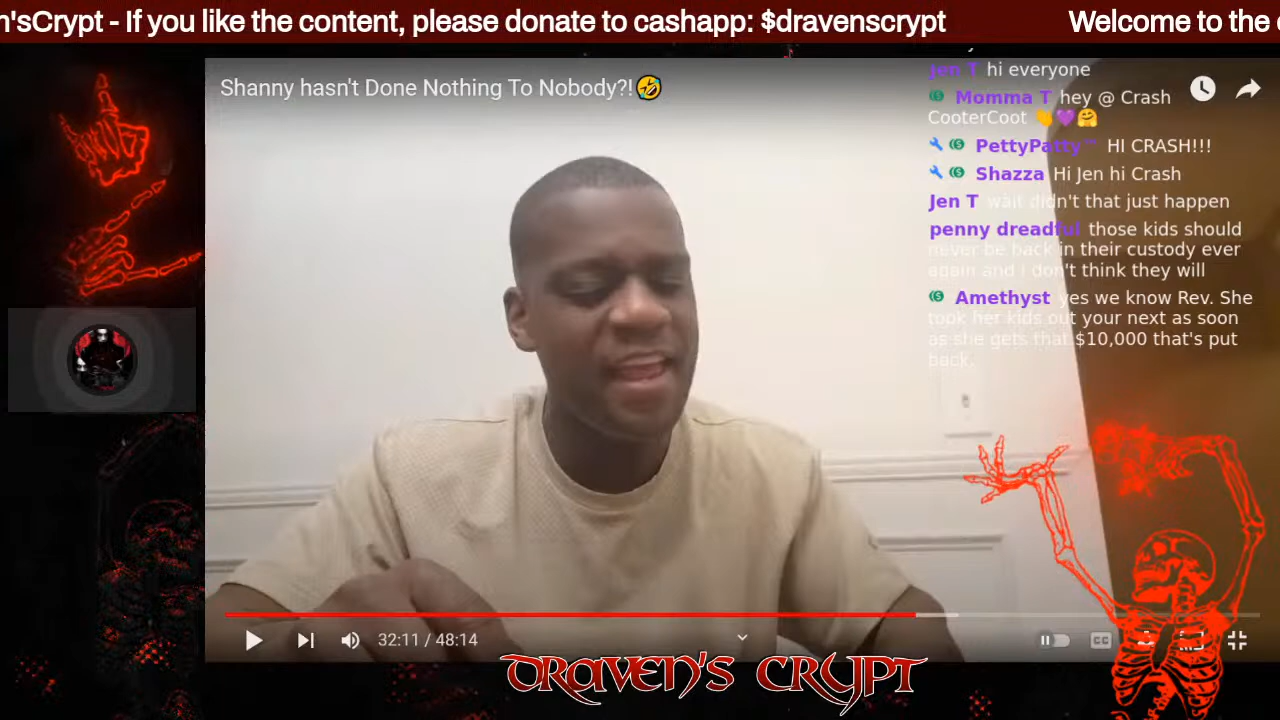 n'sCrypt - If you like the content, please donate to cashapp: $dravenscrypt
Welcome to the
Shanny hasn't Done Nothing To Nobody?!🤣
Jen T hi everyone
Momma T hey @ Crash
CooterCoot 👏💜🤗
PettyPatty™ HI CRASH!!!
Shazza Hi Jen hi Crash
Jen T wait didn't that just happen
penny dreadful those kids should
never be back in their custody ever
again and i don't think they will
Amethyst yes we know Rev. She
took her kids out your next as soon
as she gets that $10,000 that's put
back.
32:11 / 48:14
CC
DRAVEN'S CRYPT